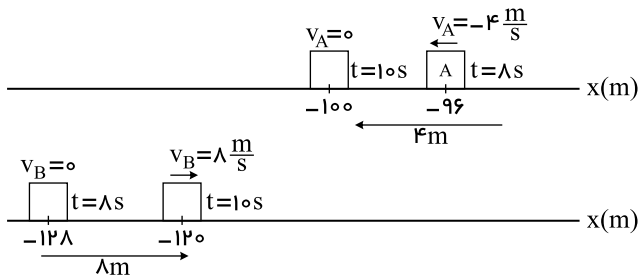 v_A=۰ v_A=−۴ m/s
t=۱۰s A t=۸s
x(m)
−۱۰۰ −۹۶
۴m
v_B=۰ v_B=۸ m/s
t=۸s t=۱۰s
x(m)
−۱۲۸ −۱۲۰
۸m